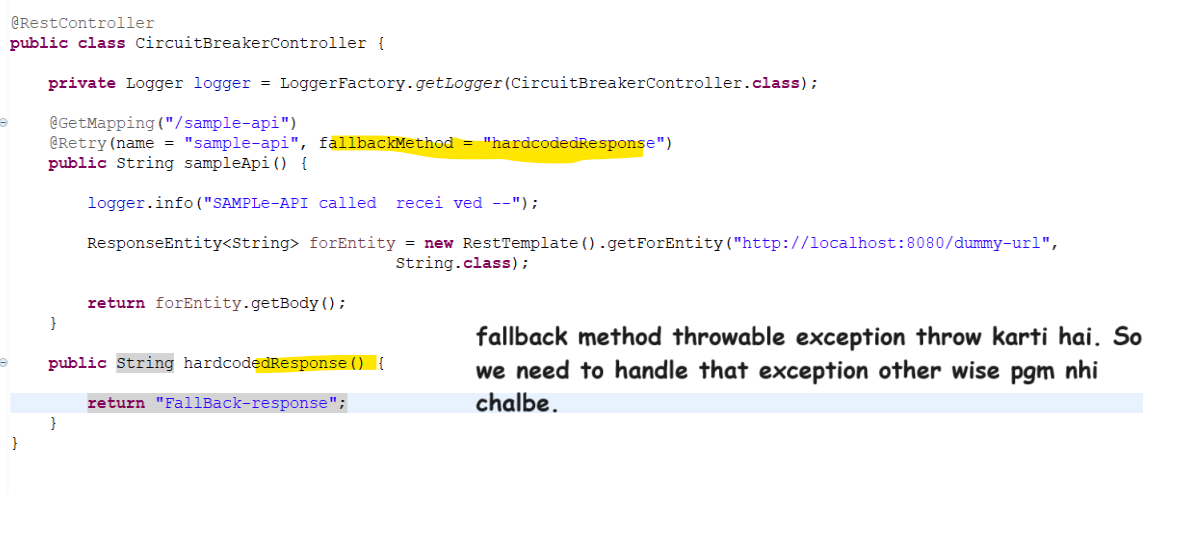 @RestController
public class CircuitBreakerController {
private Logger logger = LoggerFactory.getLogger(CircuitBreakerController.class);
@GetMapping("/sample-api")
@Retry(name = "sample-api", fallbackMethod = "hardcodedResponse")
public String sampleApi() {
logger.info("SAMPLe-API called  recei ved --");
ResponseEntity<String> forEntity = new RestTemplate().getForEntity("http://localhost:8080/dummy-url",
String.class);
return forEntity.getBody();
}
public String hardcodedResponse() {
return "FallBack-response";
}
}
fallback method throwable exception throw karti hai. So
we need to handle that exception other wise pgm nhi
chalbe.